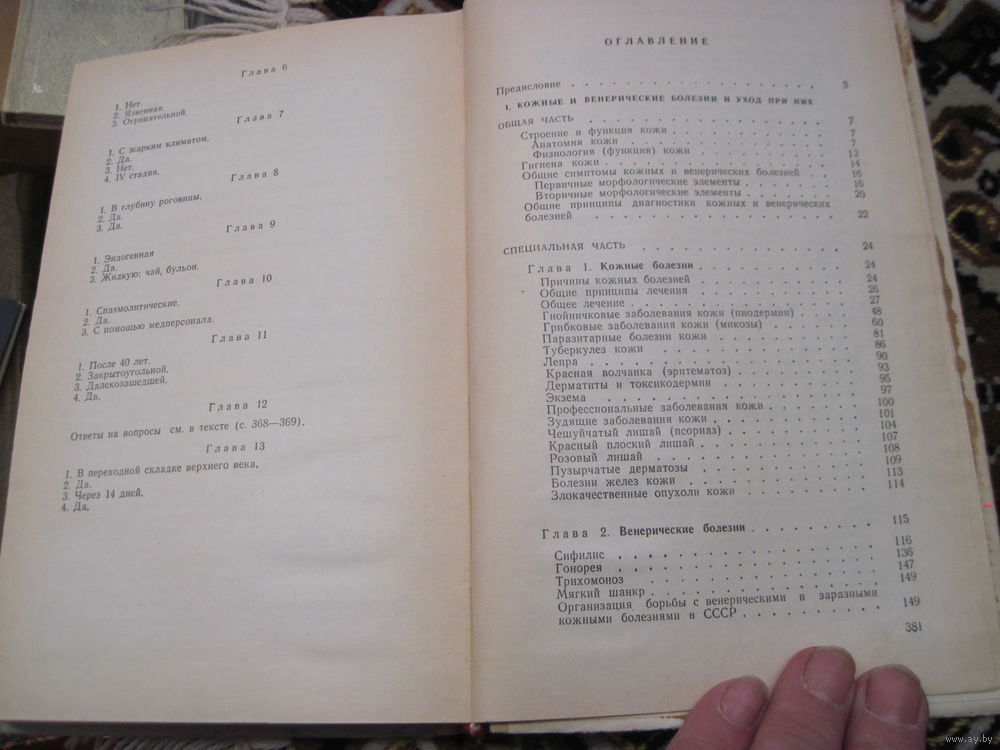 Глава 6
1. Нет.
2. Язвенная.
3. Отрицательной.
Глава 7
1. С жарким климатом.
2. Да.
3. Нет.
4. IV стадия.
Глава 8
1. В глубину роговицы.
2. Да.
3. Да.
Глава 9
1. Эндогенная
2. Да.
3. Жидкую: чай, бульон.
Глава 10
1. Спазмолитические.
2. Да.
3. С помощью медперсонала.
Глава 11
1. После 40 лет.
2. Закрытоугольной.
3. Далекозашедшей.
4. Да.
Глава 12
Ответы на вопросы см. в тексте (с. 368—369).
Глава 13
1. В переходной складке верхнего века.
2. Да.
3. Через 14 дней.
4. Да.
ОГЛАВЛЕНИЕ
Предисловие . . . . . . . . . . . . 3
I. КОЖНЫЕ И ВЕНЕРИЧЕСКИЕ БОЛЕЗНИ И УХОД ПРИ НИХ
ОБЩАЯ ЧАСТЬ . . . . . . . . . . . . 7
Строение и функция кожи . . . . . . . . 7
Анатомия кожи . . . . . . . . . . 7
Физиология (функция) кожи . . . . . . . 12
Гигиена кожи . . . . . . . . . . . 14
Общие симптомы кожных и венерических болезней . . 16
Первичные морфологические элементы . . . . . 16
Вторичные морфологические элементы . . . . . 20
Общие принципы диагностики кожных и венерических
болезней . . . . . . . . . . . . 22
СПЕЦИАЛЬНАЯ ЧАСТЬ . . . . . . . . . . 24
Глава 1. Кожные болезни . . . . . . . . . 24
Причины кожных болезней . . . . . . . . 24
Общие принципы лечения . . . . . . . . 26
Общее лечение . . . . . . . . . . 27
Гнойничковые заболевания кожи (пиодермии) . . . . 48
Грибковые заболевания кожи (микозы) . . . . . 60
Паразитарные болезни кожи . . . . . . . 81
Туберкулез кожи . . . . . . . . . . 86
Лепра . . . . . . . . . . . . 90
Красная волчанка (эритематоз) . . . . . . . 93
Дерматиты и токсикодермии . . . . . . . 95
Экзема . . . . . . . . . . . . 97
Профессиональные заболевания кожи . . . . . . 100
Зудящие заболевания кожи . . . . . . . . 101
Чешуйчатый лишай (псориаз) . . . . . . . 104
Красный плоский лишай . . . . . . . . 107
Розовый лишай . . . . . . . . . . 108
Пузырчатые дерматозы . . . . . . . . 109
Болезни желез кожи . . . . . . . . . 113
Злокачественные опухоли кожи . . . . . . . 114
Глава 2. Венерические болезни . . . . . . . . 115
Сифилис . . . . . . . . . . . . 116
Гонорея . . . . . . . . . . . . 136
Трихомоноз . . . . . . . . . . . 147
Мягкий шанкр . . . . . . . . . . 149
Организация борьбы с венерическими и заразными
кожными болезнями в СССР . . . . . . . . 149
381
www.ay.by